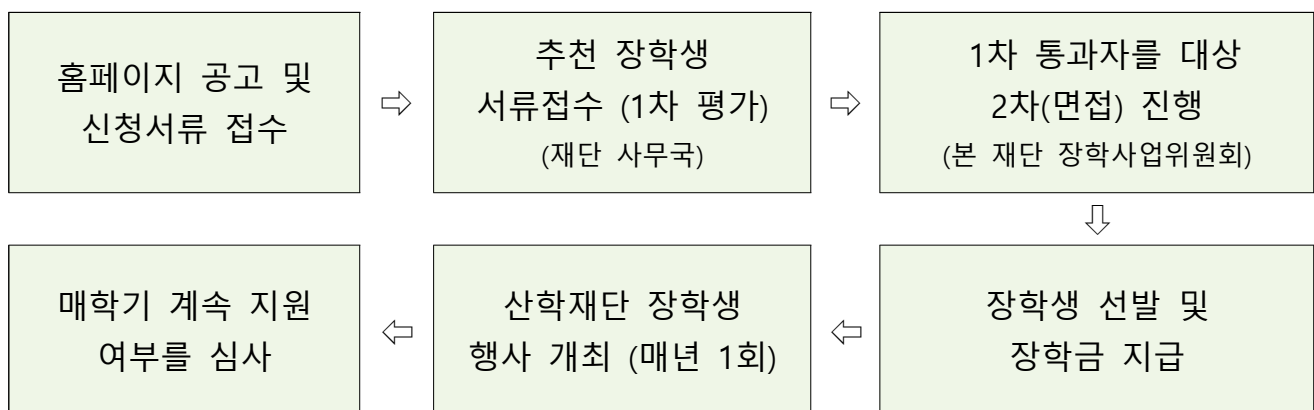 홈페이지 공고 및
신청서류 접수
⇨
추천 장학생
서류접수 (1차 평가)
(재단 사무국)
⇨
1차 통과자를 대상
2차(면접) 진행
(본 재단 장학사업위원회)
⇩
장학생 선발 및
장학금 지급
⇦
산학재단 장학생
행사 개최 (매년 1회)
⇦
매학기 계속 지원
여부를 심사